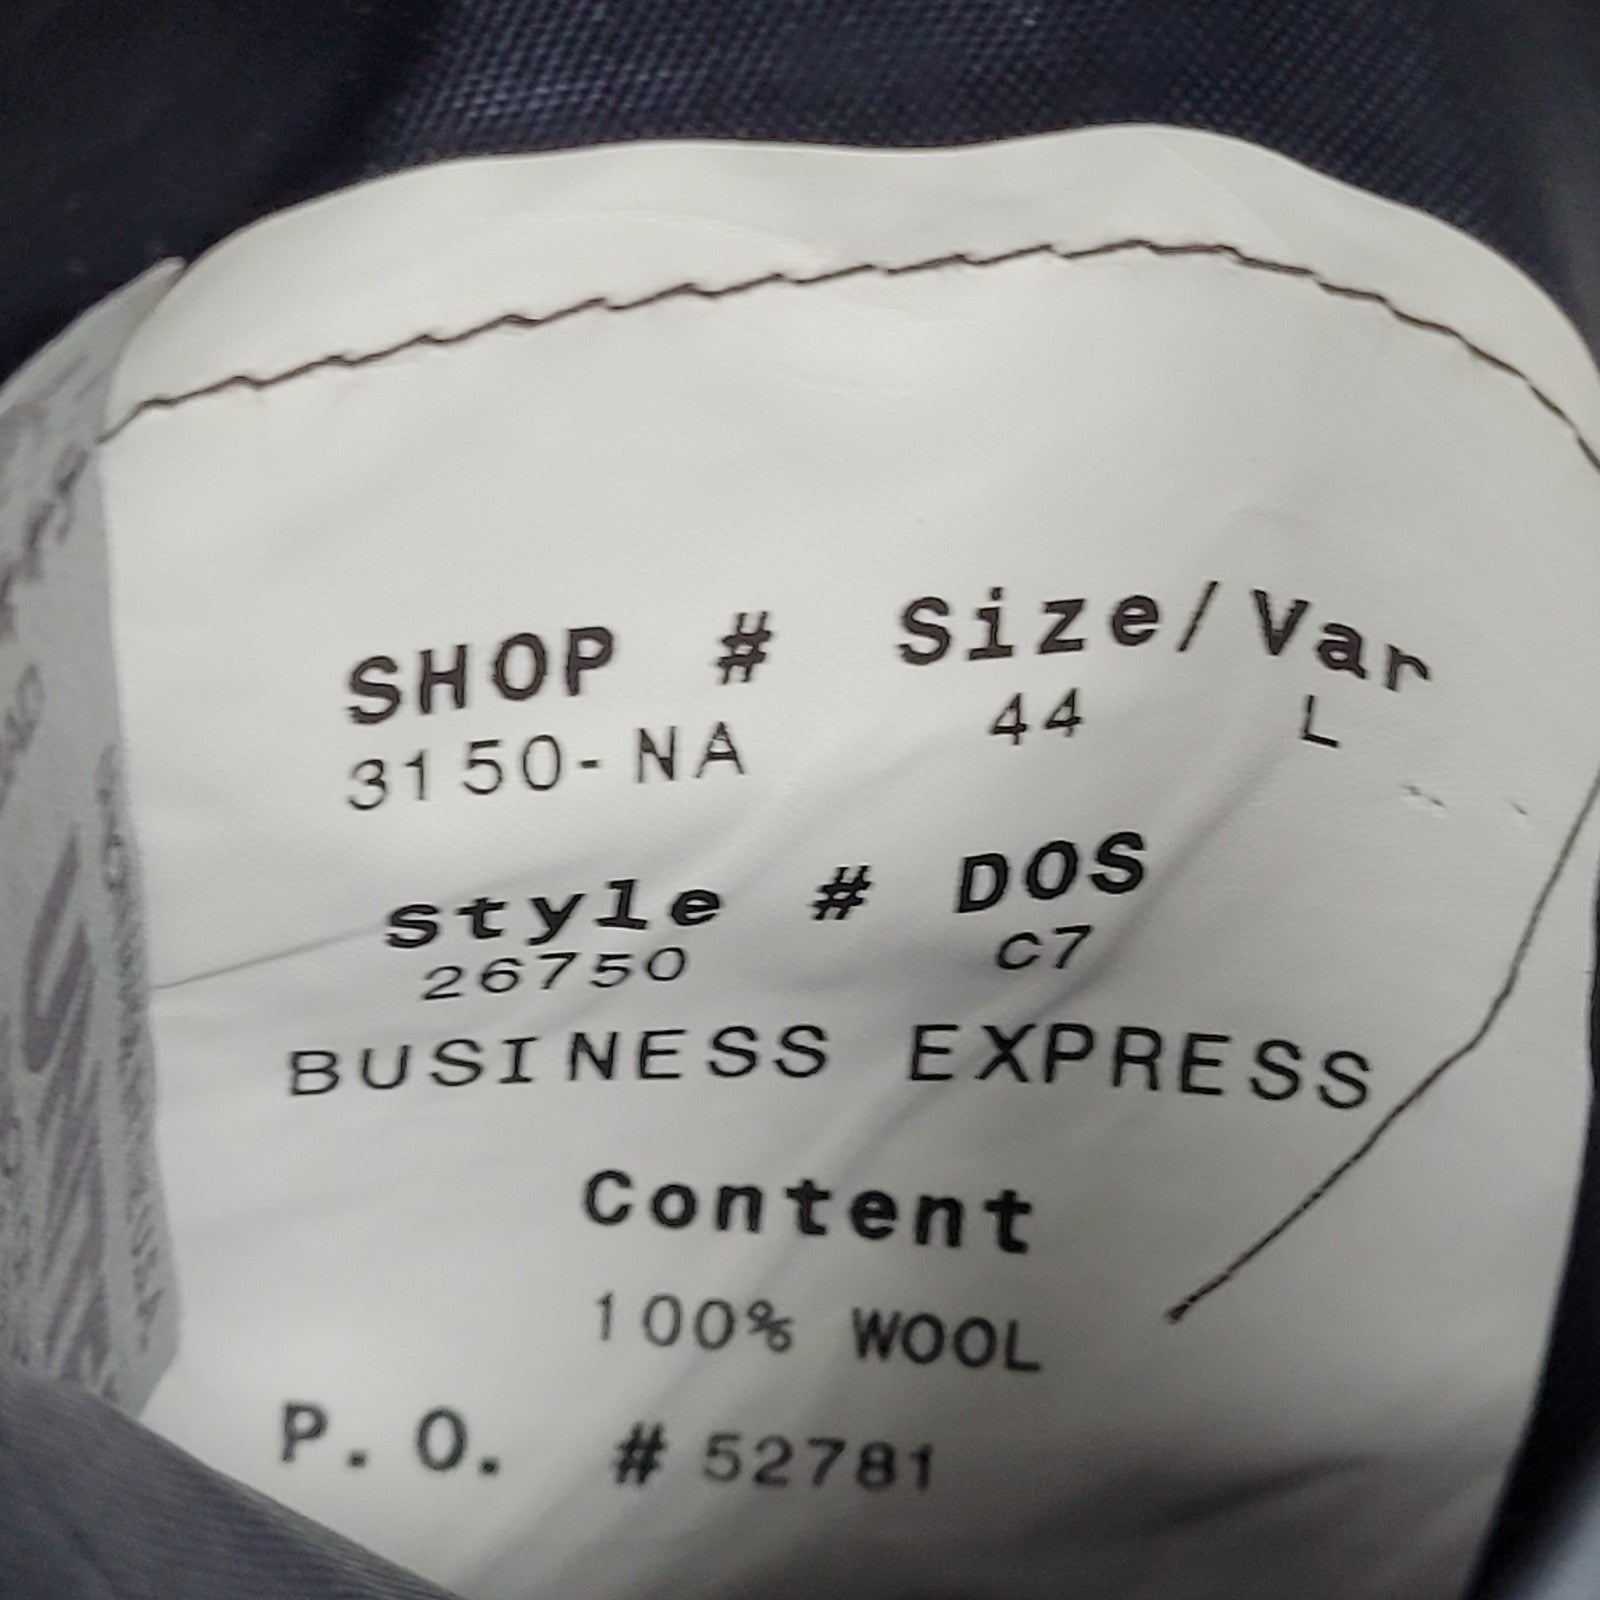 SHOP # Size/Var
3150-NA 44 L
Style # DOS
26750 C7
BUSINESS EXPRESS
Content
100% WOOL
P.O. #52781